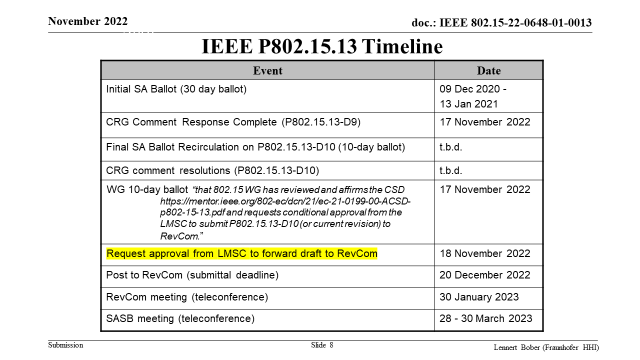 November 2022
doc.: IEEE 802.15-22-0648-01-0013
IEEE P802.15.13 Timeline
Event Date
Initial SA Ballot (30 day ballot) 09 Dec 2020 -
13 Jan 2021
CRG Comment Response Complete (P802.15.13-D9) 17 November 2022
Final SA Ballot Recirculation on P802.15.13-D10 (10-day ballot) t.b.d.
CRG comment resolutions (P802.15.13-D10) t.b.d.
WG 10-day ballot "that 802.15 WG has reviewed and affirms the CSD 17 November 2022
https://mentor.ieee.org/802-ec/dcn/21/ec-21-0199-00-ACSD-
p802-15-13.pdf and requests conditional approval from the
LMSC to submit P802.15.13-D10 (or current revision) to
RevCom."
Request approval from LMSC to forward draft to RevCom 18 November 2022
Post to RevCom (submittal deadline) 20 December 2022
RevCom meeting (teleconference) 30 January 2023
SASB meeting (teleconference) 28 - 30 March 2023
Submission Slide 8 Lennert Bober (Fraunhofer HHI)